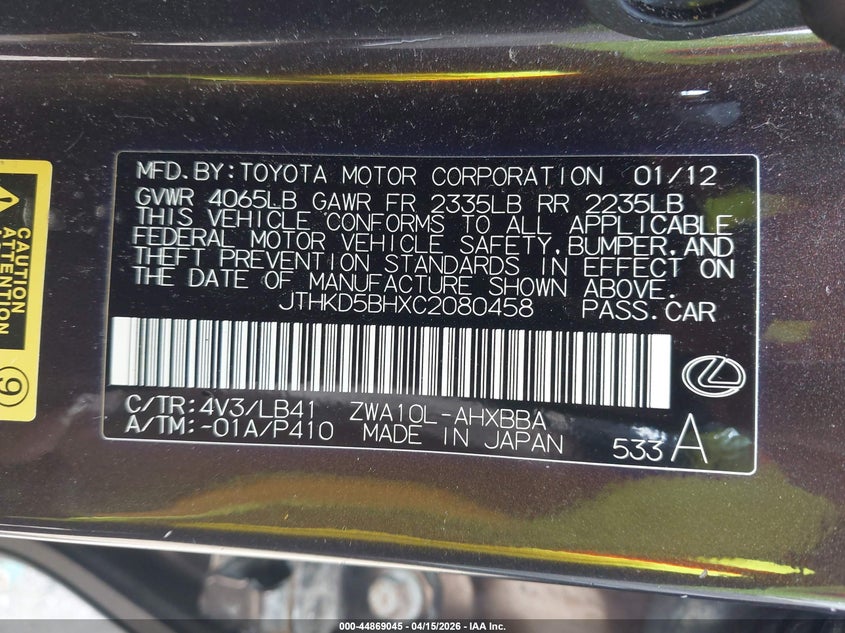 MFD.BY:TOYOTA MOTOR CORPORATION 01/12
GVWR 4065LB GAWR FR 2335LB RR 2235LB
THIS VEHICLE CONFORMS TO ALL APPLICABLE
FEDERAL MOTOR VEHICLE SAFETY,BUMPER,AND
THEFT PREVENTION STANDARDS IN EFFECT ON
THE DATE OF MANUFACTURE SHOWN ABOVE.
JTHKD5BHXC2080458 PASS.CAR
C/TR:4V3/LB41 ZWA10L-AHXBBA
A/TM:-01A/P410 MADE IN JAPAN
533 A
CAUTION
ATTENTION
9
000-44869045 - 04/15/2026 - IAA Inc.